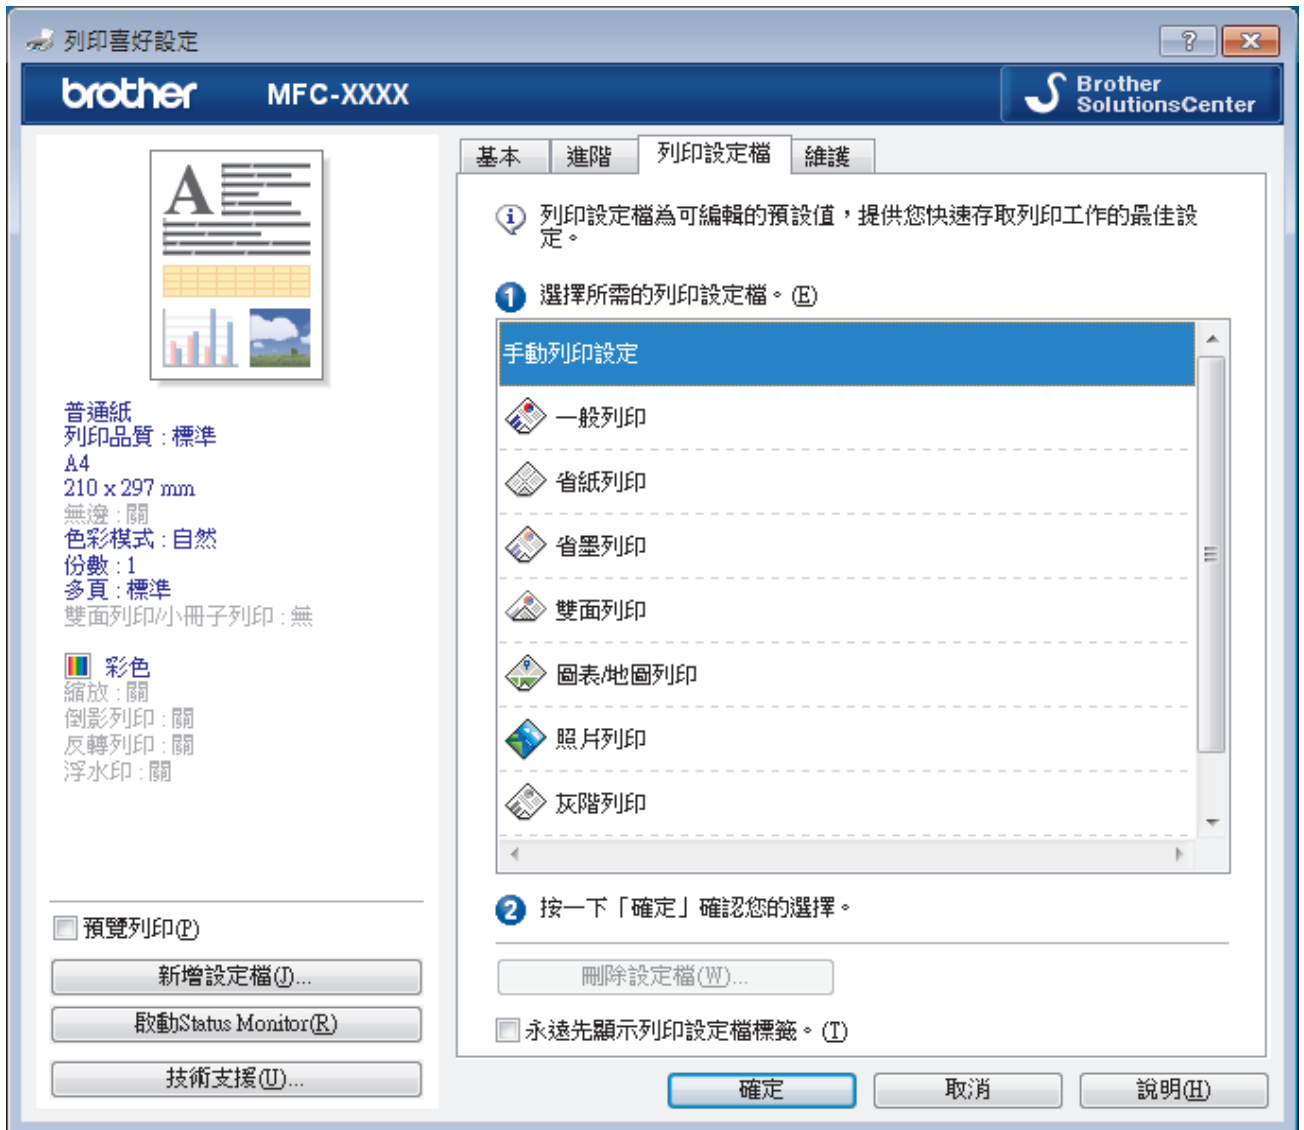 列印喜好設定
brother MFC-XXXX
Brother
SolutionsCenter
A
普通紙
列印品質 : 標準
A4
210 x 297 mm
無邊 : 關
色彩模式 : 自然
份數 : 1
多頁 : 標準
雙面列印/小冊子列印 : 無
彩色
縮放 : 關
倒影列印 : 關
反轉列印 : 關
浮水印 : 關
預覽列印(P)
新增設定檔(J)...
啟動Status Monitor(R)
技術支援(U)...
基本 進階 列印設定檔 維護
列印設定檔為可編輯的預設值，提供您快速存取列印工作的最佳設
定。
1 選擇所需的列印設定檔。(E)
手動列印設定
一般列印
省紙列印
省墨列印
雙面列印
圖表/地圖列印
照片列印
灰階列印
2 按一下「確定」確認您的選擇。
刪除設定檔(W)...
永遠先顯示列印設定檔標籤。(T)
確定 取消 說明(H)